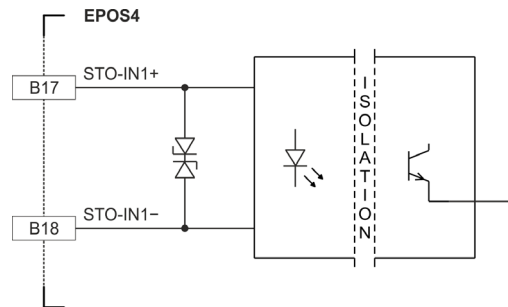 EPOS4
B17
STO-IN1+
ISOLATION
B18
STO-IN1−